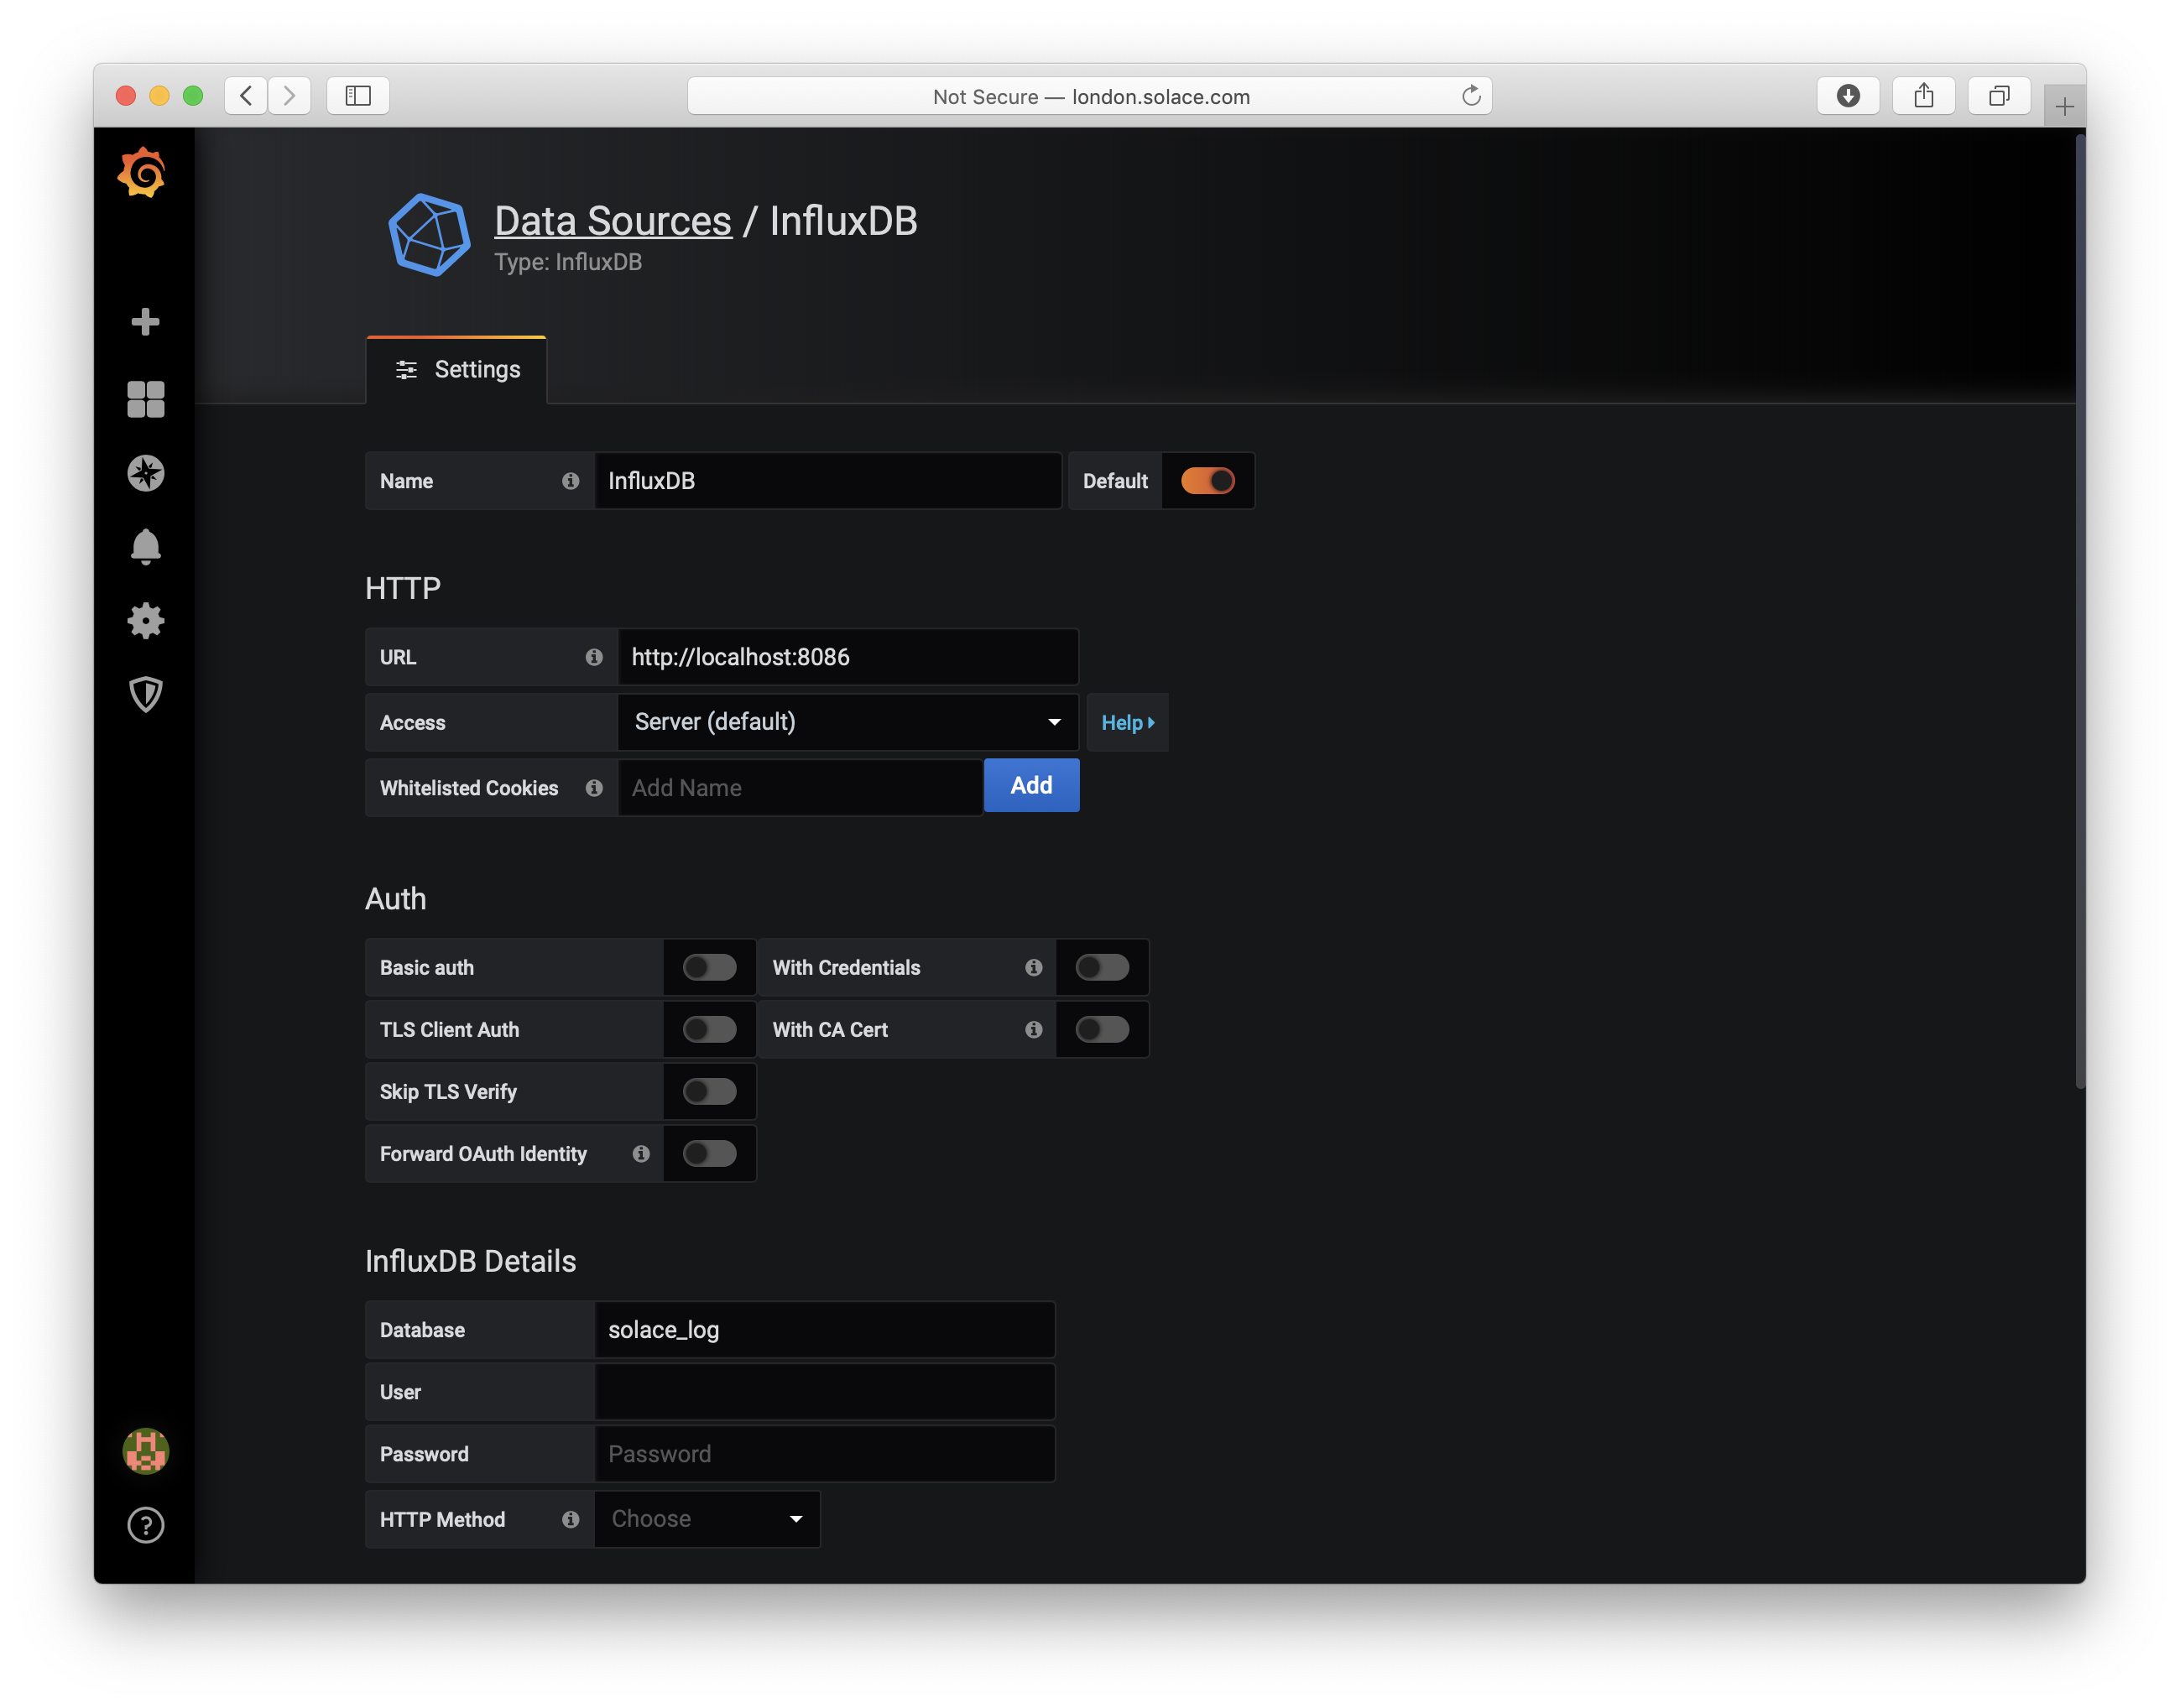 Not Secure — london.solace.com
Data Sources / InfluxDB
Type: InfluxDB
Settings
Name InfluxDB Default
HTTP
URL http://localhost:8086
Access Server (default) Help
Whitelisted Cookies Add Name Add
Auth
Basic auth With Credentials
TLS Client Auth With CA Cert
Skip TLS Verify
Forward OAuth Identity
InfluxDB Details
Database solace_log
User
Password Password
HTTP Method Choose